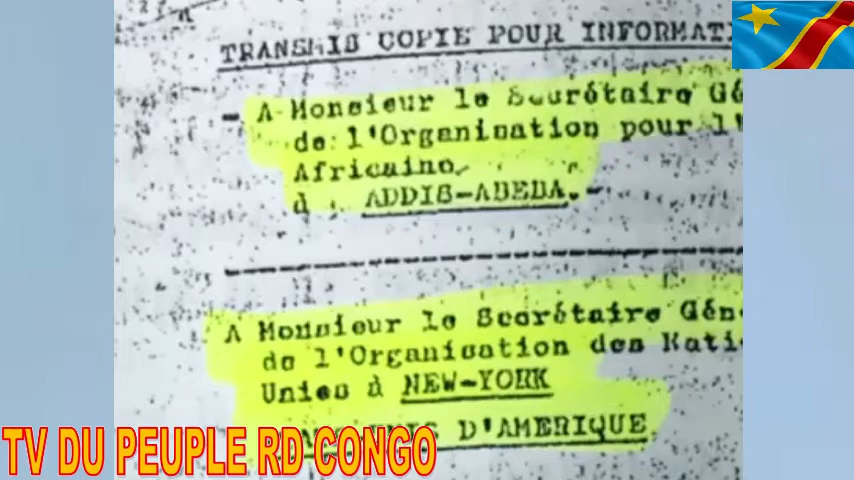 TRANSMIS COPIE POUR INFORMATI
- A Monsieur le Secrétaire Gé
de l'Organisation pour l'
Africaine
à ADDIS-ABEBA.-
A Monsieur le Secrétaire Gén
de l'Organisation des Nati
Unies à NEW-YORK
D'AMERIQUE
TV DU PEUPLE RD CONGO